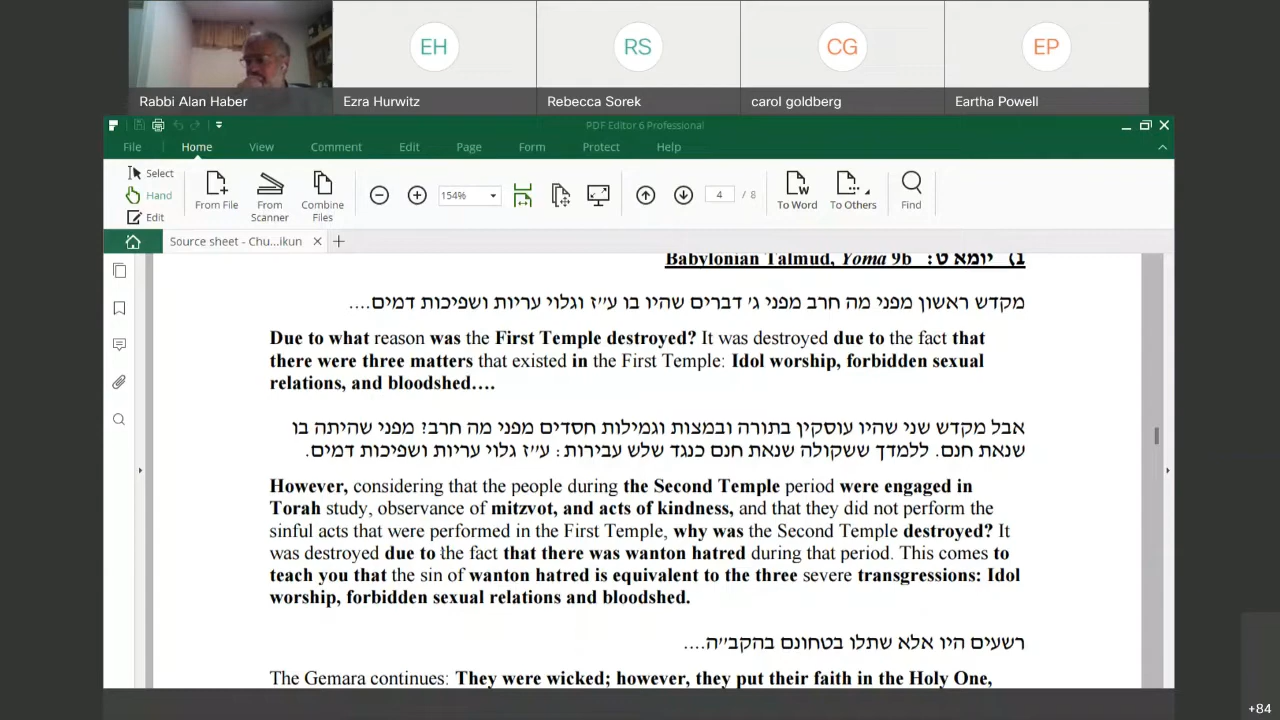 EH
RS
CG
EP
Rabbi Alan Haber
Ezra Hurwitz
Rebecca Sorek
carol goldberg
Eartha Powell
PDF Editor 6 Professional
File Home View Comment Edit Page Form Protect Help
Select
Hand
Edit
From File
From Scanner
Combine Files
154%
4 / 8
To Word
To Others
Find
Source sheet - Chu...ikun
Babylonian Talmud, Yoma 9b יומא ט:
מקדש ראשון מפני מה חרב מפני ג' דברים שהיו בו ע"ז וגלוי עריות ושפיכות דמים....
Due to what reason was the First Temple destroyed? It was destroyed due to the fact that
there were three matters that existed in the First Temple: Idol worship, forbidden sexual
relations, and bloodshed….
אבל מקדש שני שהיו עוסקין בתורה ובמצות וגמילות חסדים מפני מה חרב? מפני שהיתה בו
שנאת חנם. ללמדך ששקולה שנאת חנם כנגד שלש עבירות: ע"ז גלוי עריות ושפיכות דמים.
However, considering that the people during the Second Temple period were engaged in
Torah study, observance of mitzvot, and acts of kindness, and that they did not perform the
sinful acts that were performed in the First Temple, why was the Second Temple destroyed? It
was destroyed due to the fact that there was wanton hatred during that period. This comes to
teach you that the sin of wanton hatred is equivalent to the three severe transgressions: Idol
worship, forbidden sexual relations and bloodshed.
רשעים היו אלא שתלו בטחונם בהקב"ה....
The Gemara continues: They were wicked; however, they put their faith in the Holy One,
+84